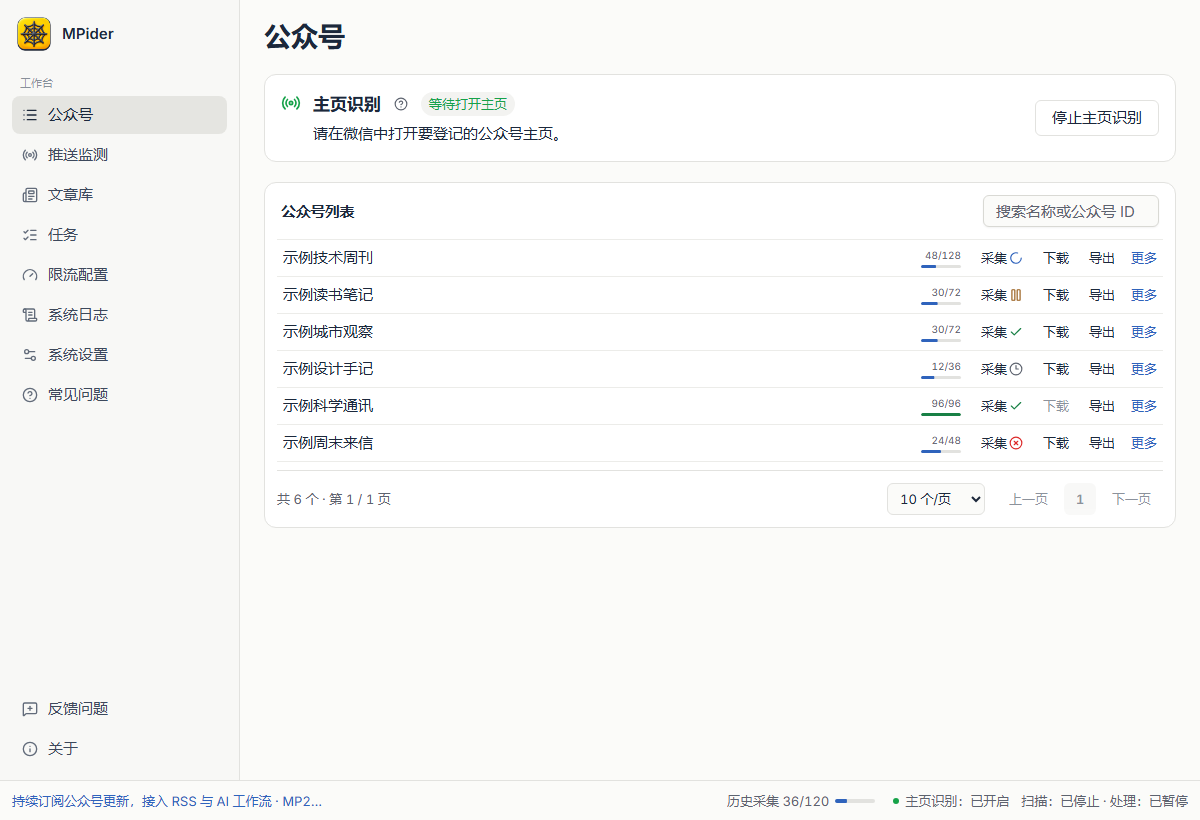 MPider
工作台
公众号
推送监测
文章库
任务
限流配置
系统日志
系统设置
常见问题
反馈问题
关于
公众号
主页识别 等待打开主页
请在微信中打开要登记的公众号主页。
停止主页识别
公众号列表
搜索名称或公众号 ID
示例技术周刊 48/128 采集 下载 导出 更多
示例读书笔记 30/72 采集 下载 导出 更多
示例城市观察 30/72 采集 下载 导出 更多
示例设计手记 12/36 采集 下载 导出 更多
示例科学通讯 96/96 采集 下载 导出 更多
示例周末来信 24/48 采集 下载 导出 更多
共 6 个 · 第 1 / 1 页 10 个/页 上一页 1 下一页
持续订阅公众号更新，接入 RSS 与 AI 工作流 · MP2... 历史采集 36/120 主页识别：已开启 扫描：已停止 · 处理：已暂停